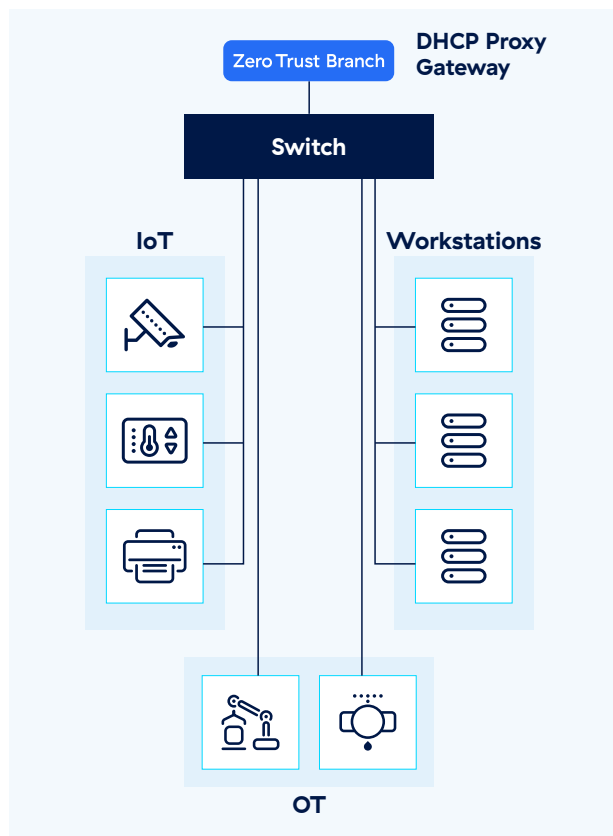 Zero Trust Branch
DHCP Proxy
Gateway
Switch
IoT
Workstations
OT